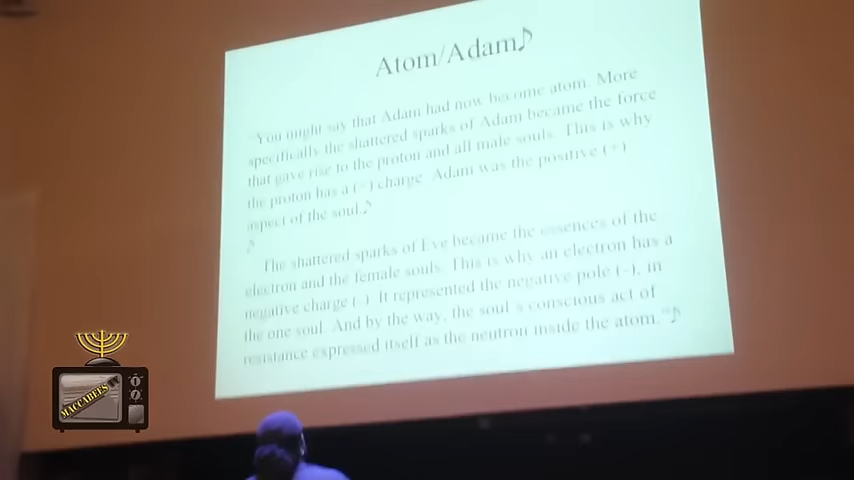 Atom/Adam♪
"You might say that Adam had now become atom. More
specifically the shattered sparks of Adam became the force
that gave rise to the proton and all male souls. This is why
the proton has a (+) charge. Adam was the positive (+)
aspect of the soul.♪
♪
The shattered sparks of Eve became the essences of the
electron and the female souls. This is why an electron has a
negative charge (-). It represented the negative pole (-), in
the one soul. And by the way, the soul's conscious act of
resistance expressed itself as the neutron inside the atom."♪
MACCABEES